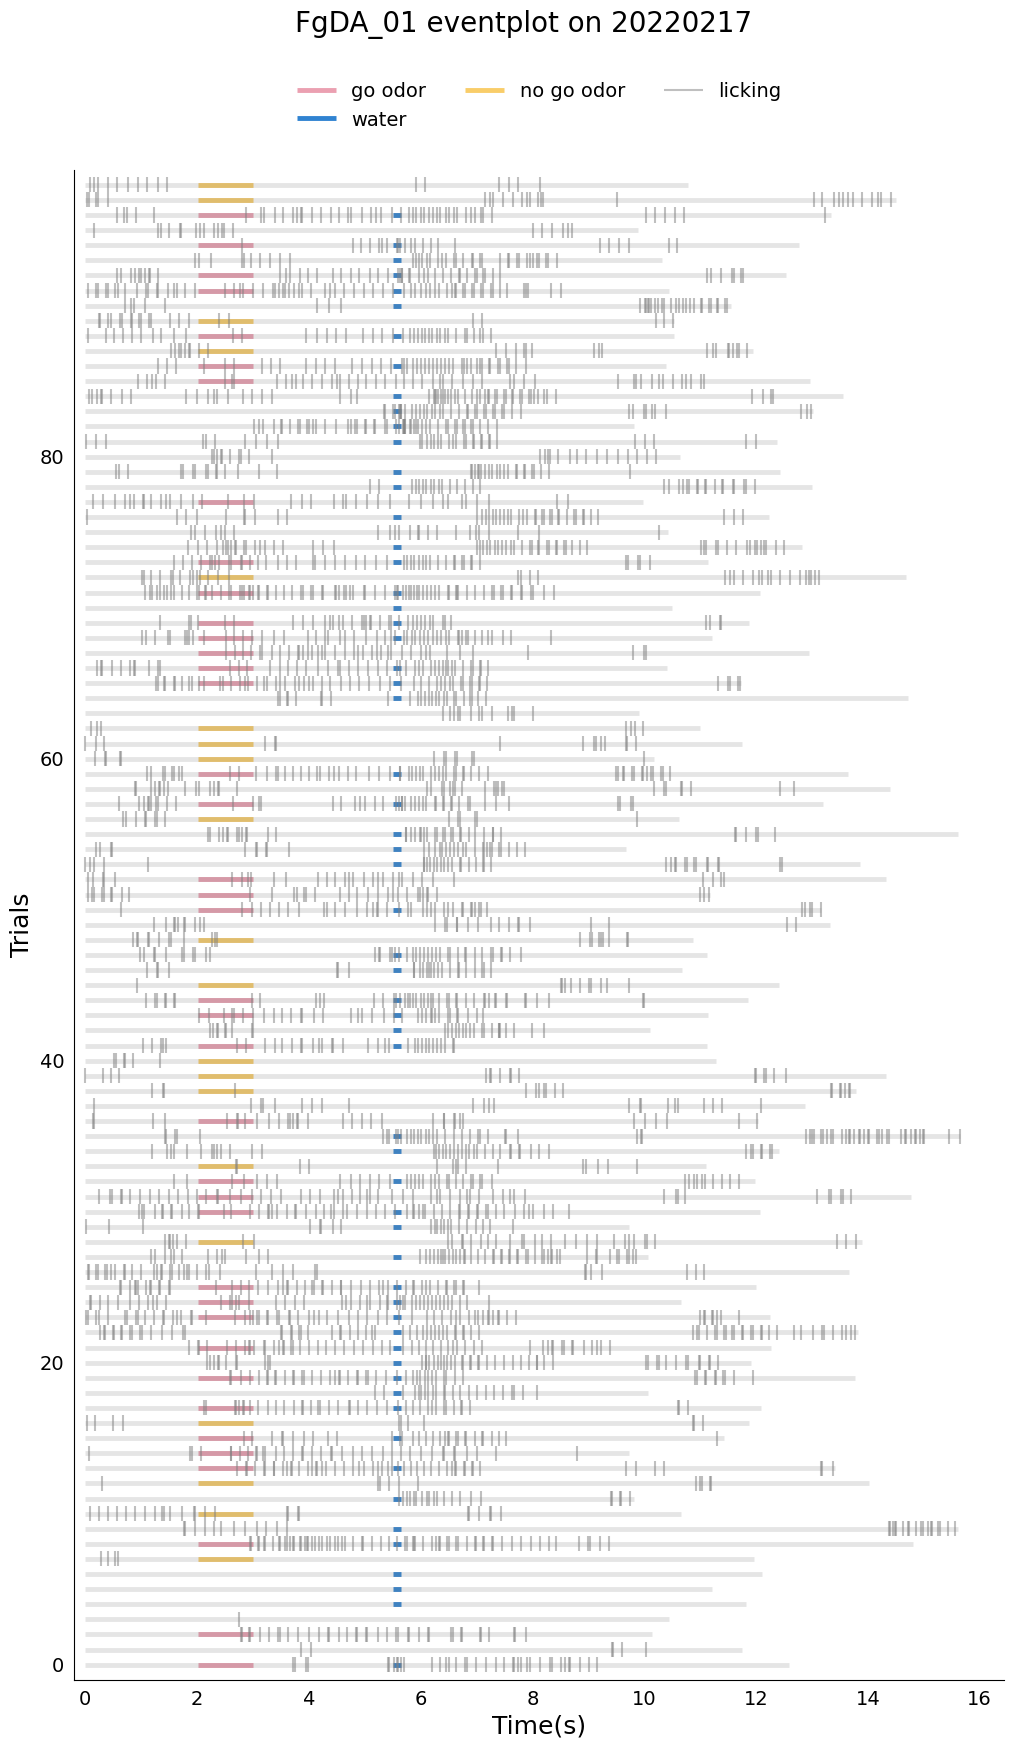 FgDA_01 eventplot on 20220217
go odor
no go odor
licking
water
80
60
40
20
0
Trials
0 2 4 6 8 10 12 14 16
Time(s)